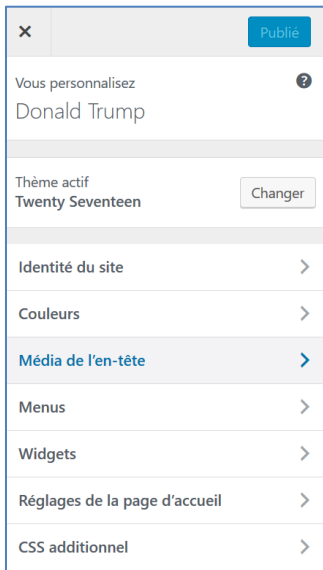 Publié
Vous personnalisez
Donald Trump
Thème actif
Twenty Seventeen
Changer
Identité du site
Couleurs
Média de l'en-tête
Menus
Widgets
Réglages de la page d'accueil
CSS additionnel